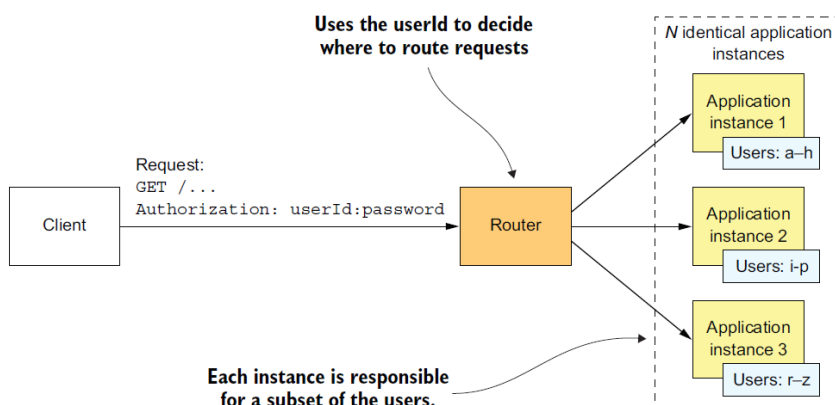 Uses the userId to decide
where to route requests
N identical application
instances
Application
instance 1
Users: a–h
Request:
GET /...
Authorization: userId:password
Client
Router
Application
instance 2
Users: i-p
Application
instance 3
Users: r–z
Each instance is responsible
for a subset of the users.